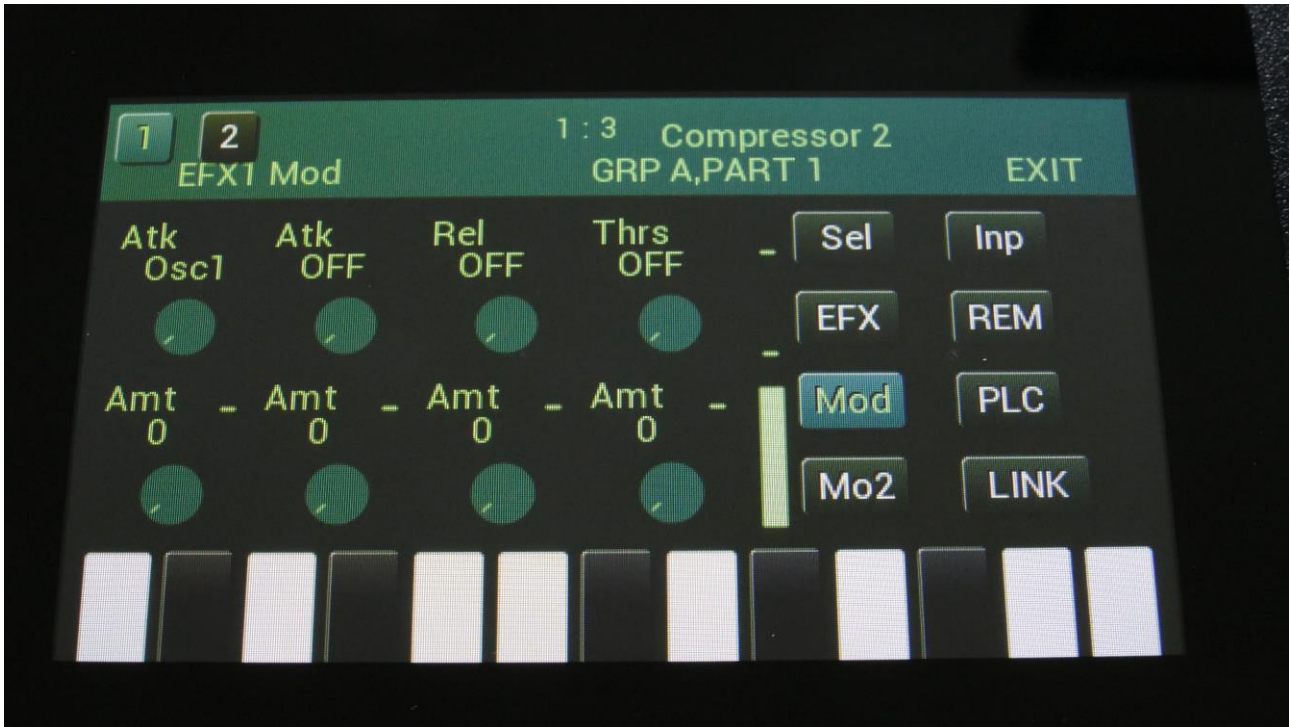 1 2 1 : 3 Compressor 2
EFX1 Mod GRP A,PART 1 EXIT
Atk Atk Rel Thrs - Sel Inp
Osc1 OFF OFF OFF
EFX REM
-
Amt - Amt - Amt - Amt - Mod PLC
0 0 0 0
Mo2 LINK